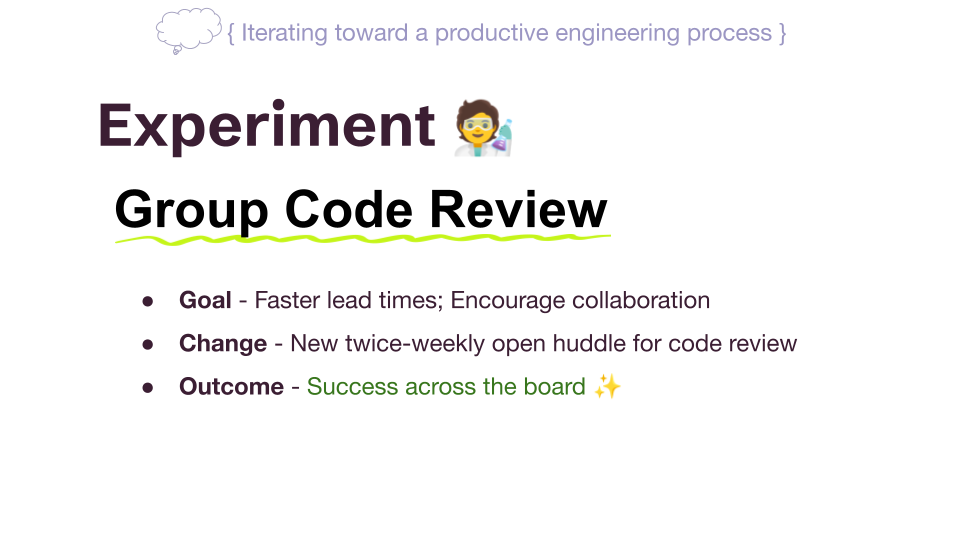 { Iterating toward a productive engineering process }
Experiment 🧑‍🔬
Group Code Review
● Goal - Faster lead times; Encourage collaboration
● Change - New twice-weekly open huddle for code review
● Outcome - Success across the board ✨